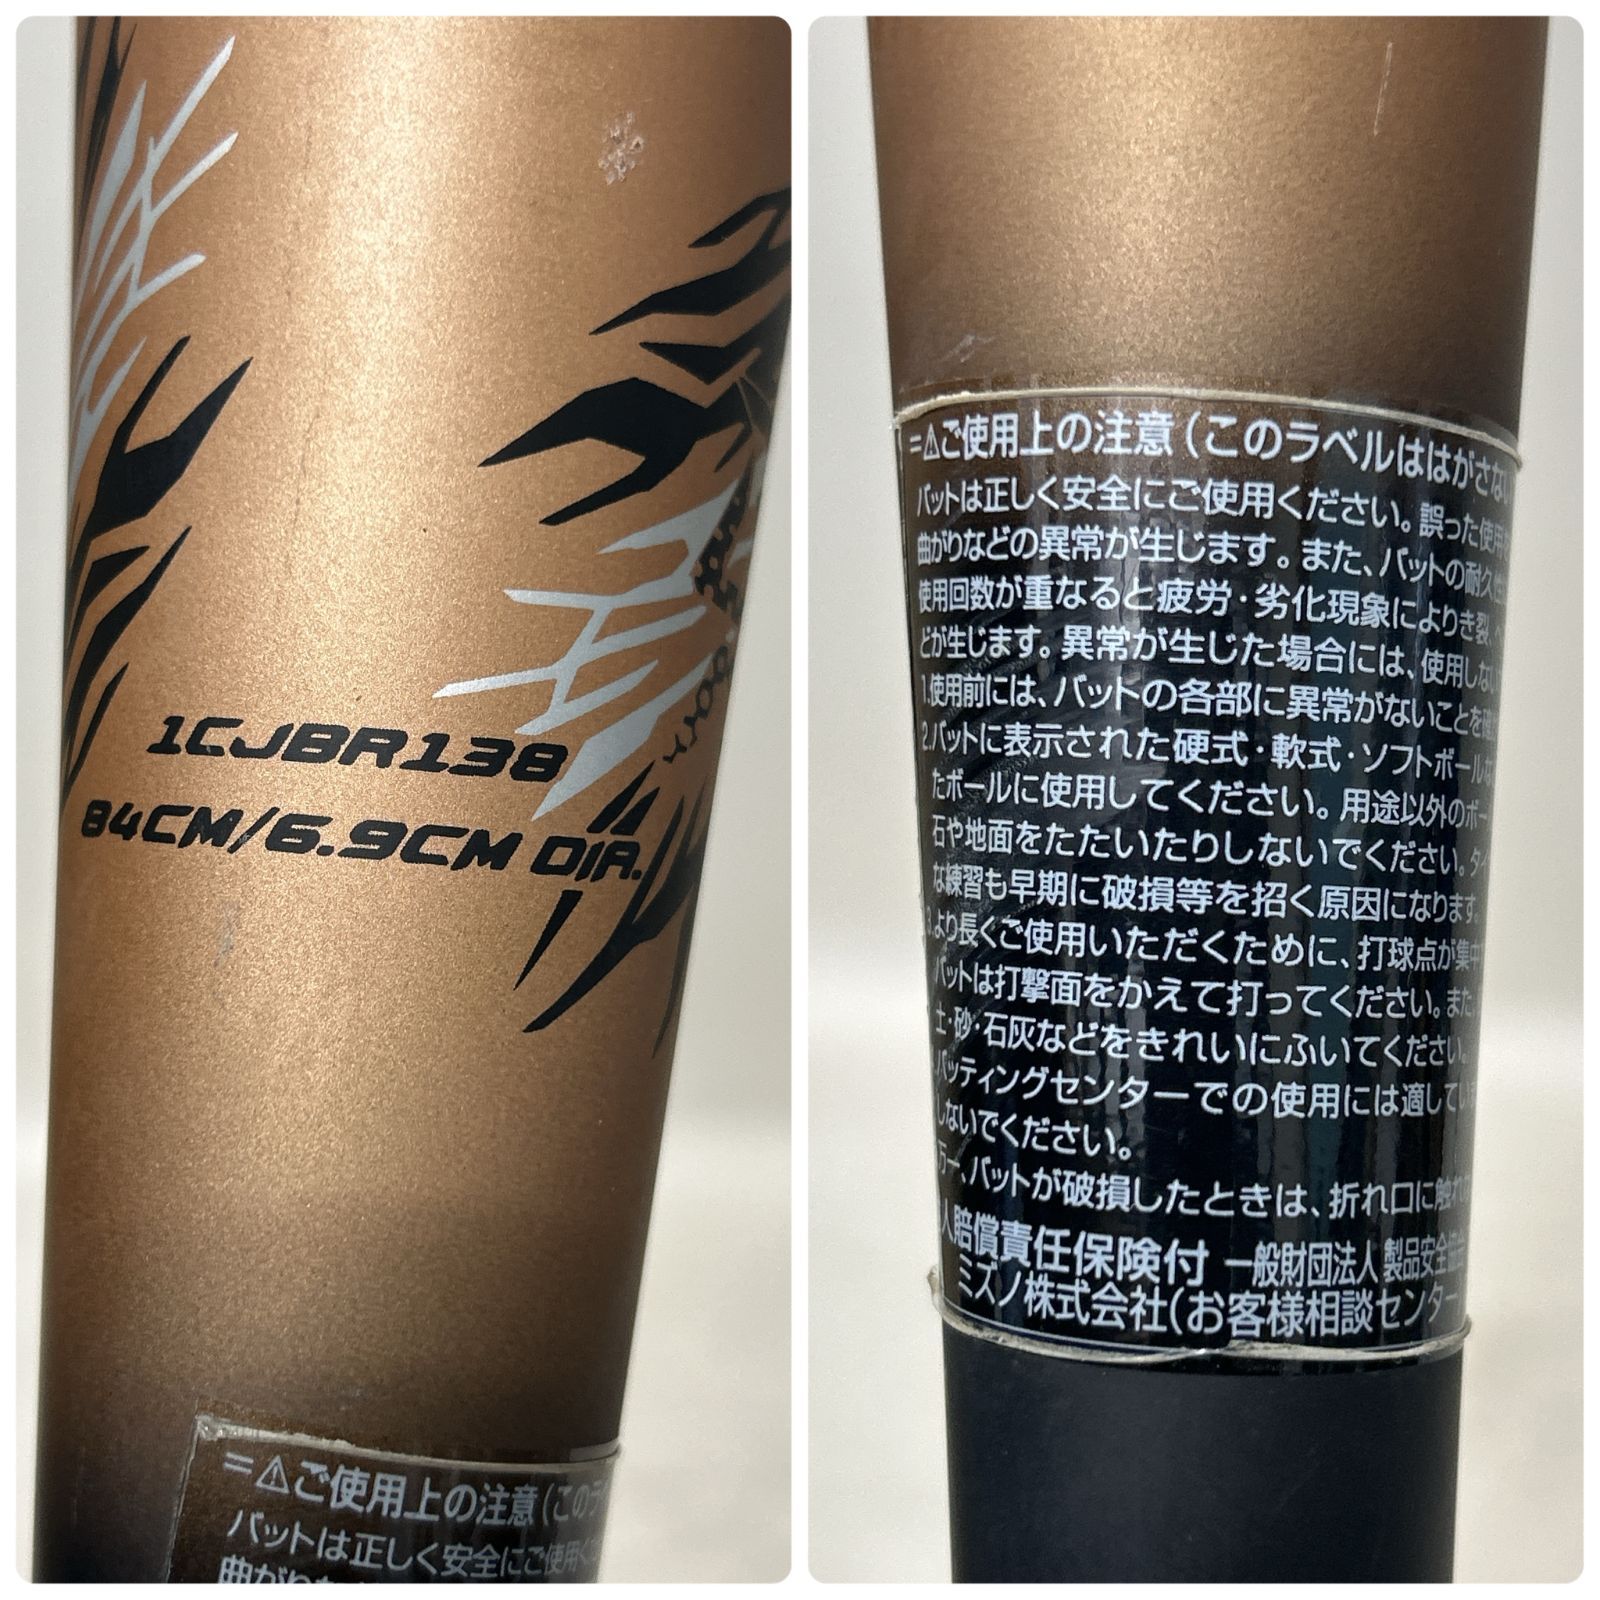 1CJBR138
84CM/6.9CM DIA.
=⚠ご使用上の注意(このラ
バットは正しく安全にご使用く
曲がりな
=⚠ご使用上の注意(このラベルははがさない
バットは正しく安全にご使用ください。誤った使用
曲がりなどの異常が生じます。また、バットの耐久性
使用回数が重なると疲労・劣化現象によりき裂、へ
どが生じます。異常が生じた場合には、使用しない
1.使用前には、バットの各部に異常がないことを確
2.バットに表示された硬式・軟式・ソフトボールな
たボールに使用してください。用途以外のボー
石や地面をたたいたりしないでください。タイ
な練習も早期に破損等を招く原因になります。
3.より長くご使用いただくために、打球点が集中
バットは打撃面をかえて打ってください。また、
土・砂・石灰などをきれいにふいてください。
バッティングセンターでの使用には適してい
しないでください。
万一、バットが破損したときは、折れ口に触れ
人賠償責任保険付 一般財団法人 製品安全協会
ミズノ株式会社(お客様相談センター